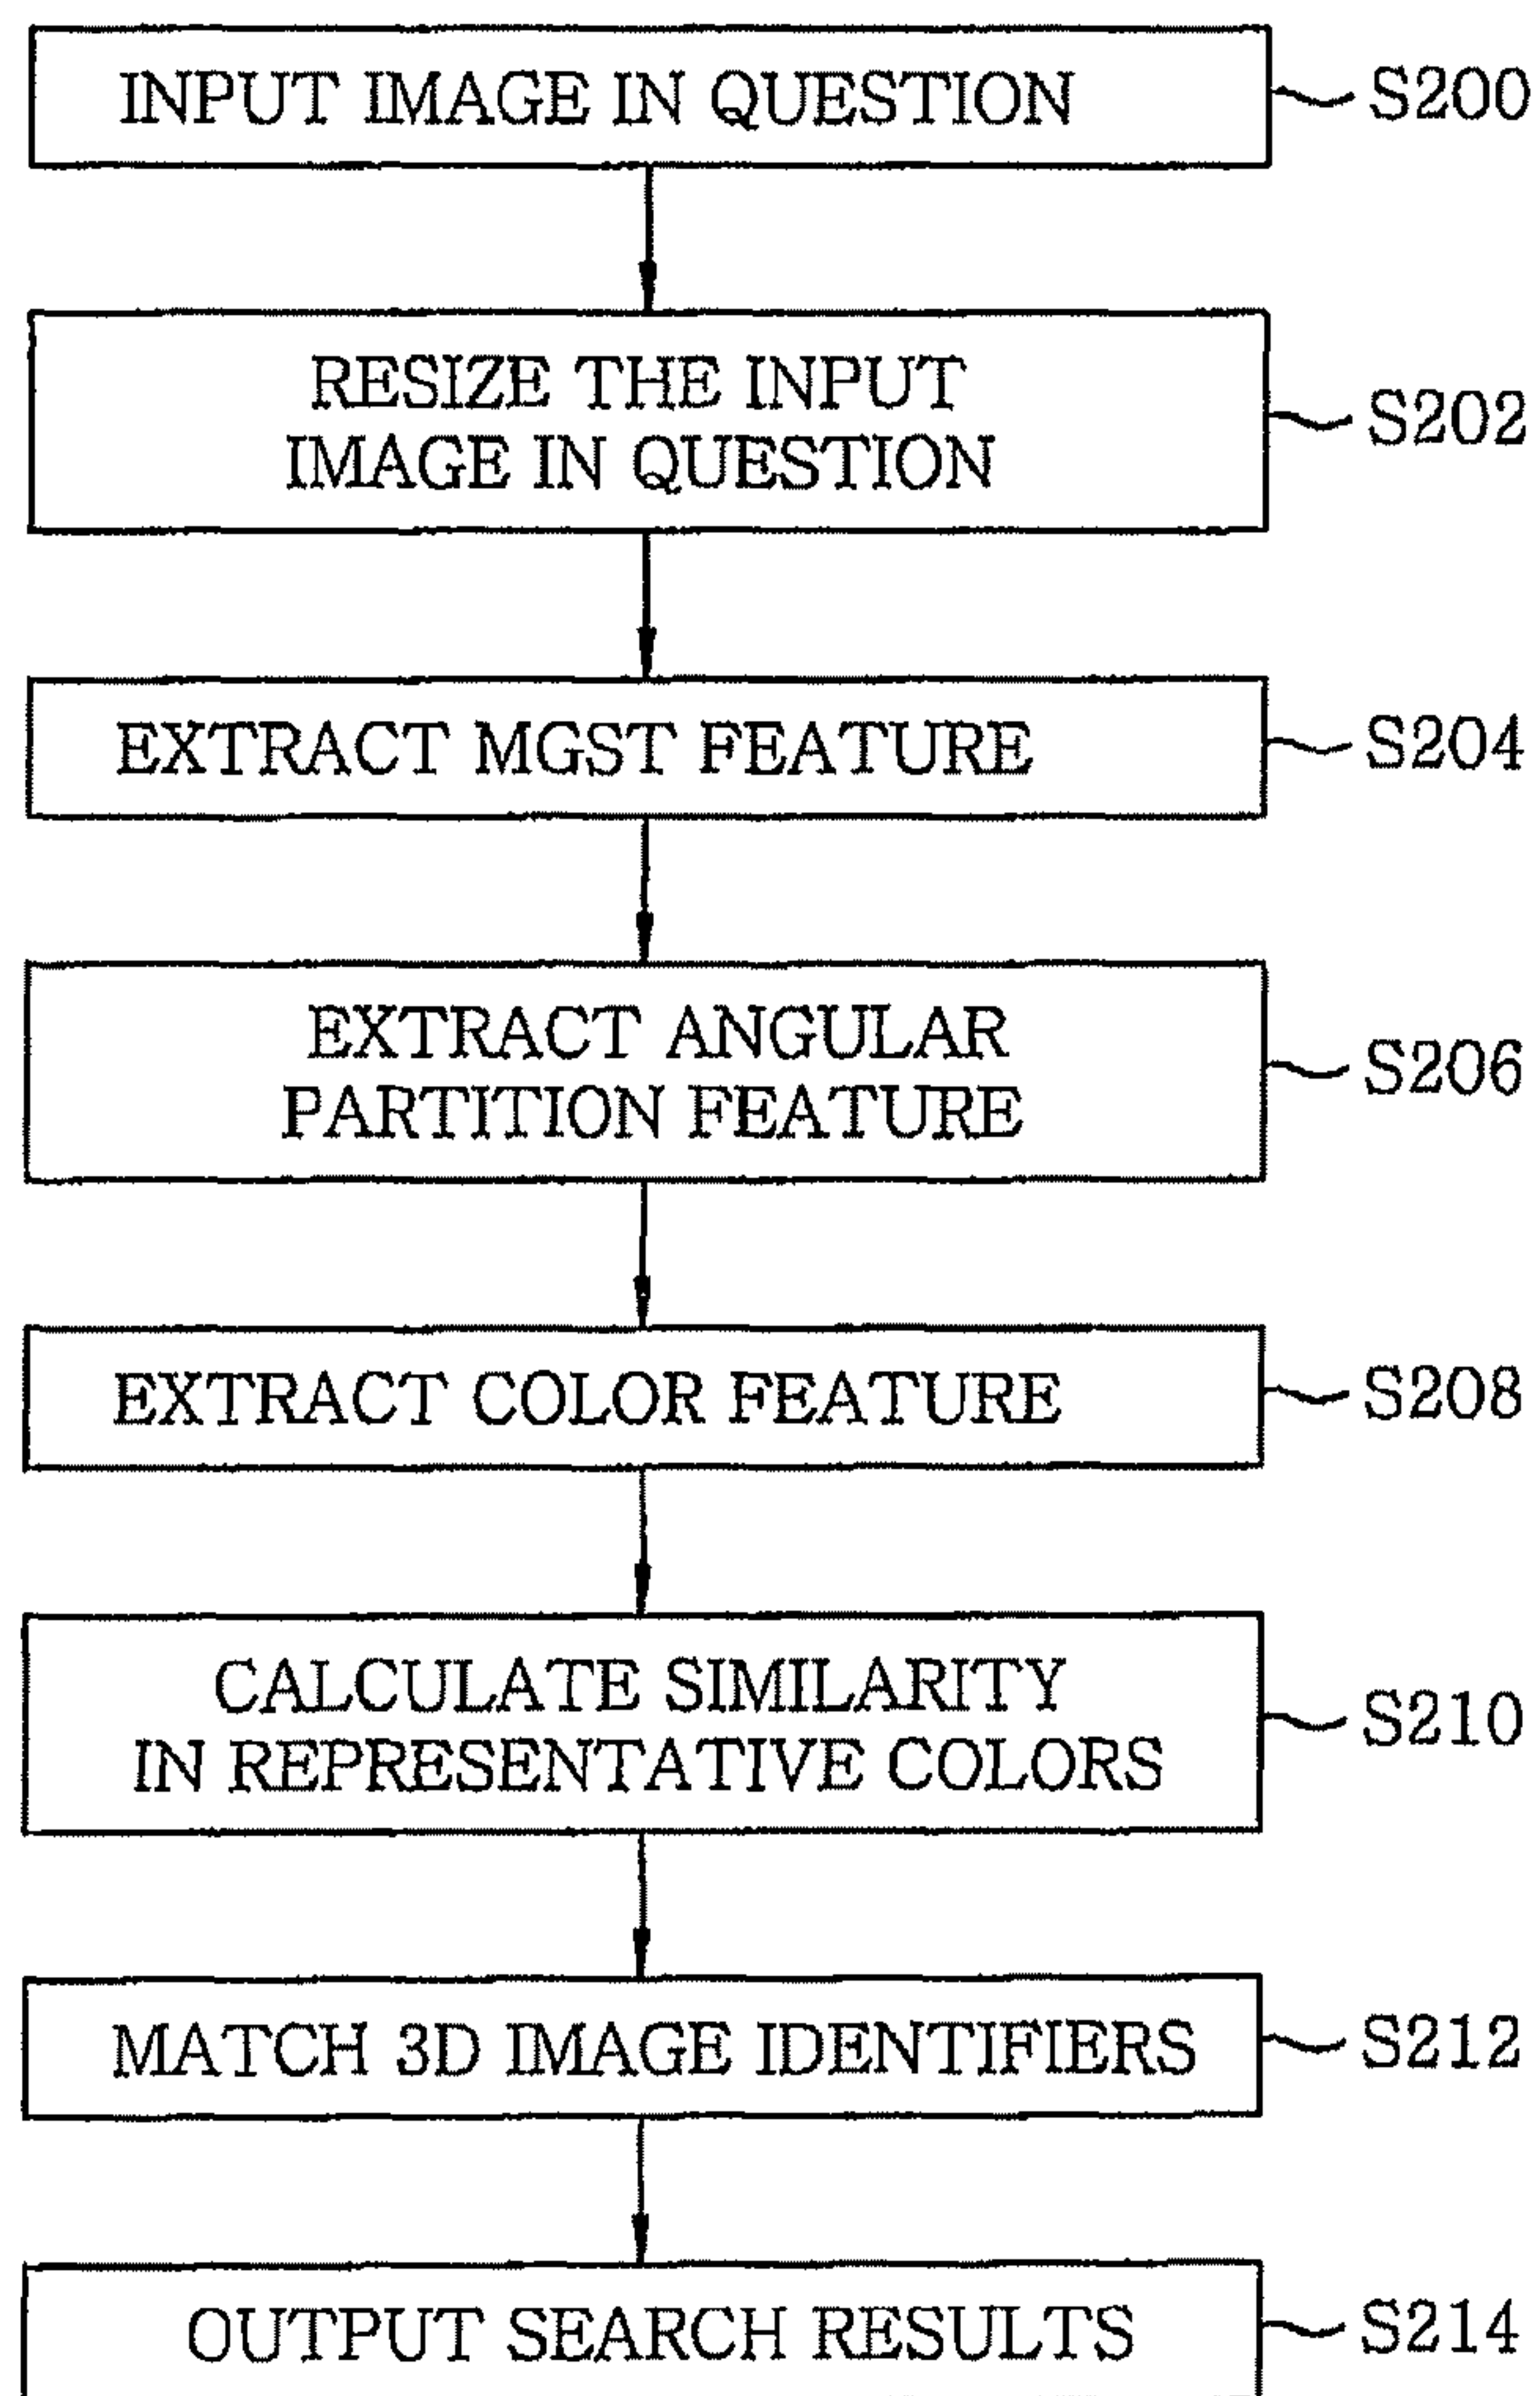 INPUT IMAGE IN QUESTION
S200
RESIZE THE INPUT
IMAGE IN QUESTION
S202
EXTRACT MGST FEATURE
S204
EXTRACT ANGULAR
PARTITION FEATURE
S206
EXTRACT COLOR FEATURE
S208
CALCULATE SIMILARITY
IN REPRESENTATIVE COLORS
S210
MATCH 3D IMAGE IDENTIFIERS
S212
OUTPUT SEARCH RESULTS
S214